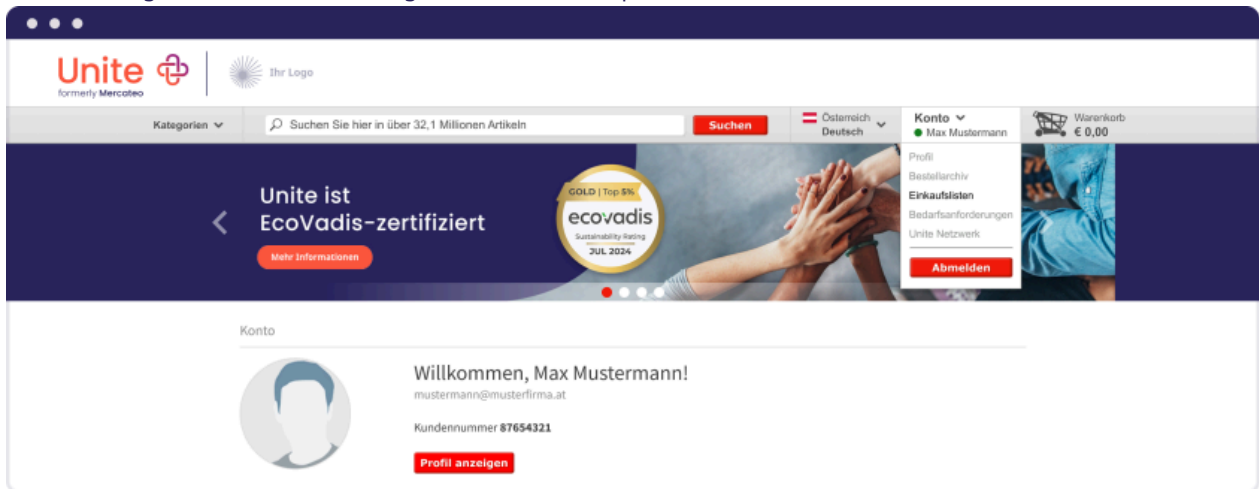 Unite
formerly Mercateo
Ihr Logo
Kategorien
Suchen Sie hier in über 32,1 Millionen Artikeln
Suchen
Österreich
Deutsch
Konto
Max Mustermann
Warenkorb
€ 0,00
Profil
Bestellarchiv
Einkaufslisten
Bedarfsanforderungen
Unite Netzwerk
Abmelden
Unite ist
EcoVadis-zertifiziert
Mehr Informationen
GOLD | Top 5%
ecovadis
Sustainability Rating
JUL 2024
Konto
Willkommen, Max Mustermann!
mustermann@musterfirma.at
Kundennummer 87654321
Profil anzeigen